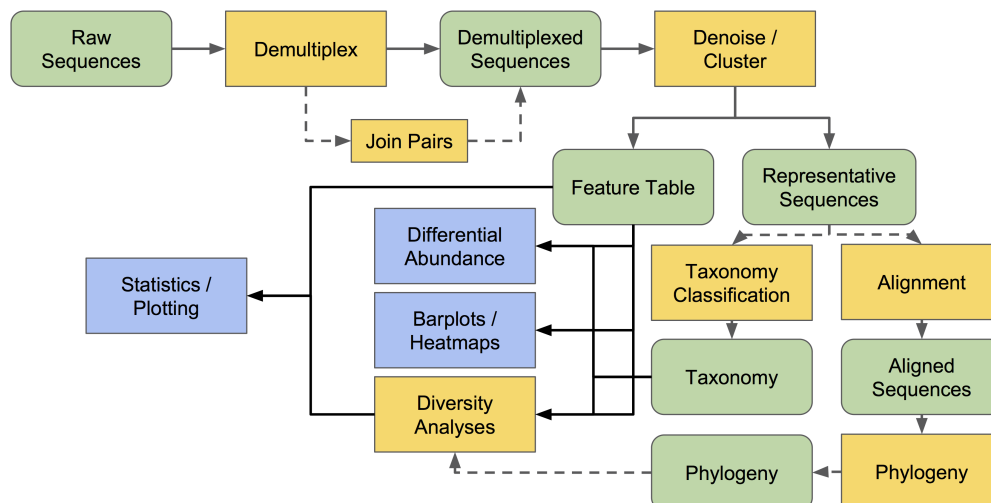 Raw
Sequences
Demultiplex
Demultiplexed
Sequences
Denoise /
Cluster
Join Pairs
Feature Table
Representative
Sequences
Differential
Abundance
Taxonomy
Classification
Alignment
Statistics /
Plotting
Barplots /
Heatmaps
Taxonomy
Aligned
Sequences
Diversity
Analyses
Phylogeny
Phylogeny